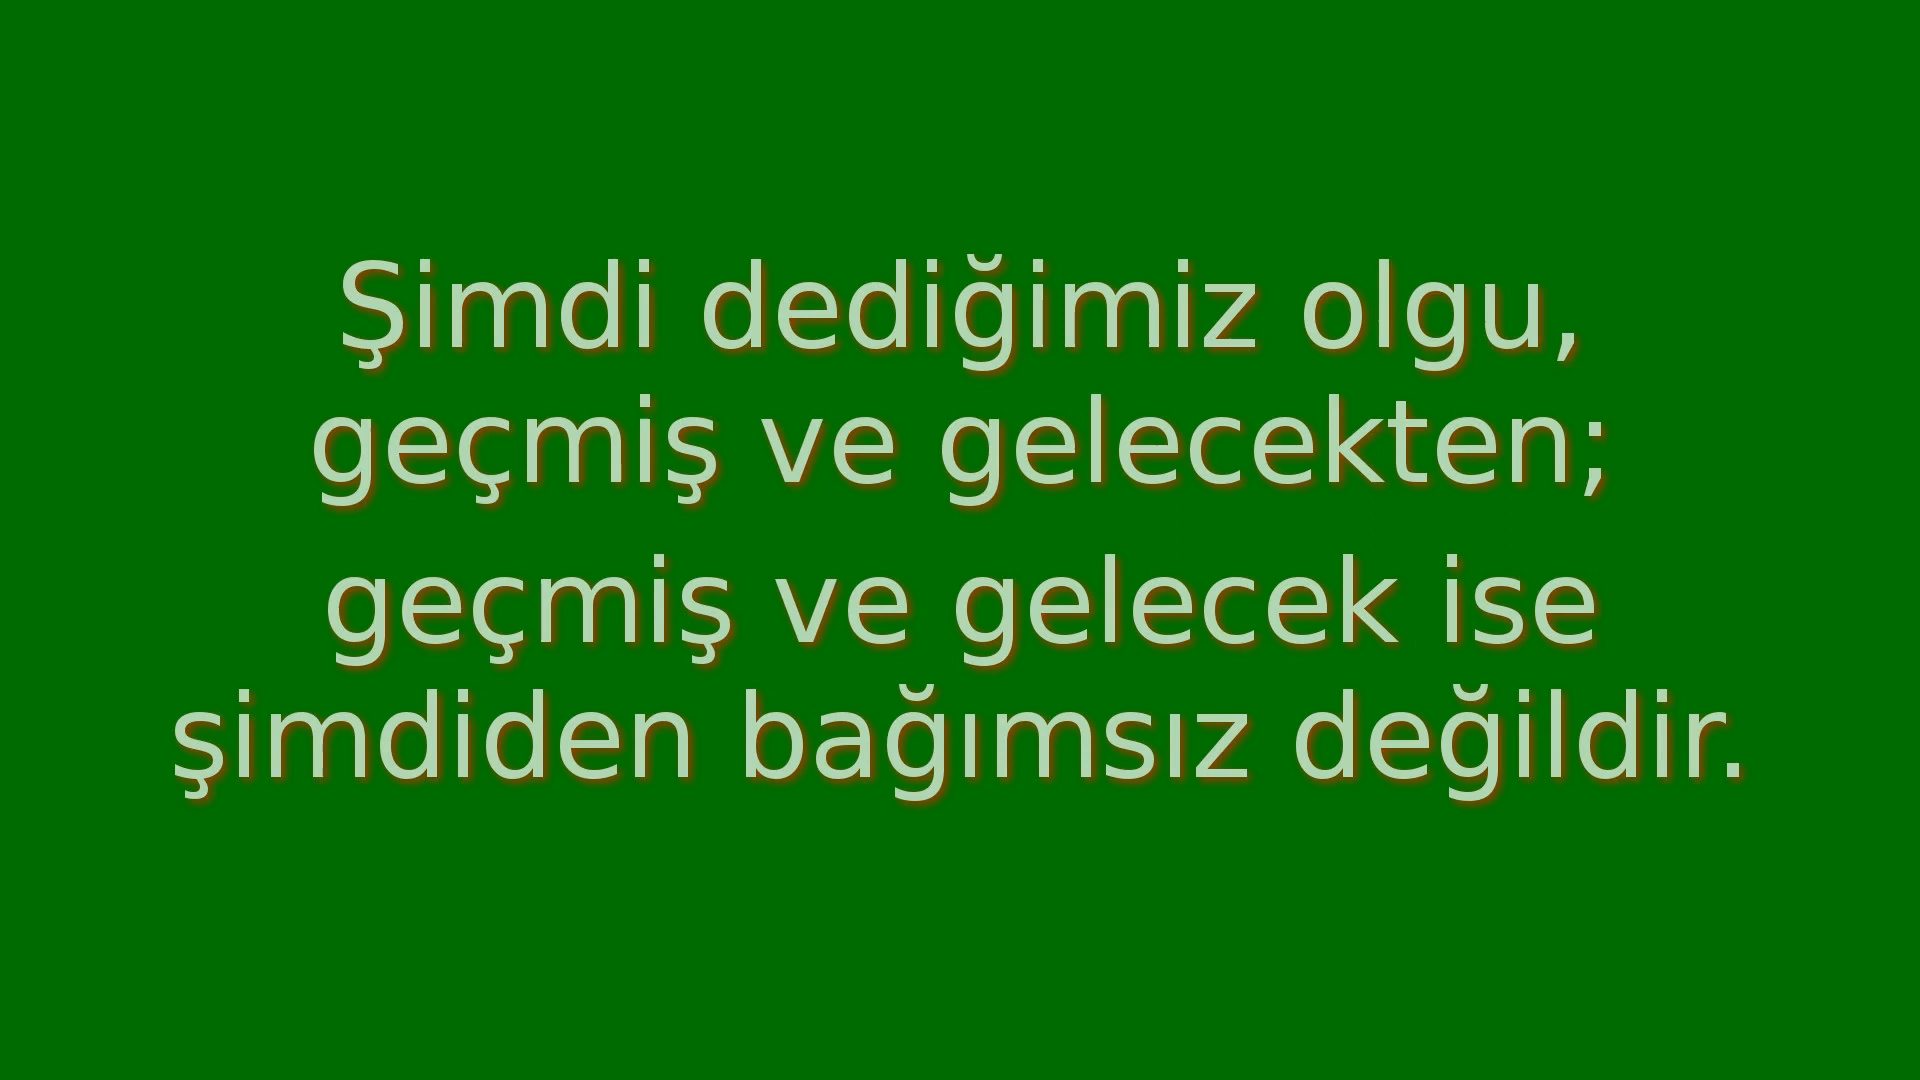 Şimdi dediğimiz olgu,
geçmiş ve gelecekten;
geçmiş ve gelecek ise
şimdiden bağımsız değildir.